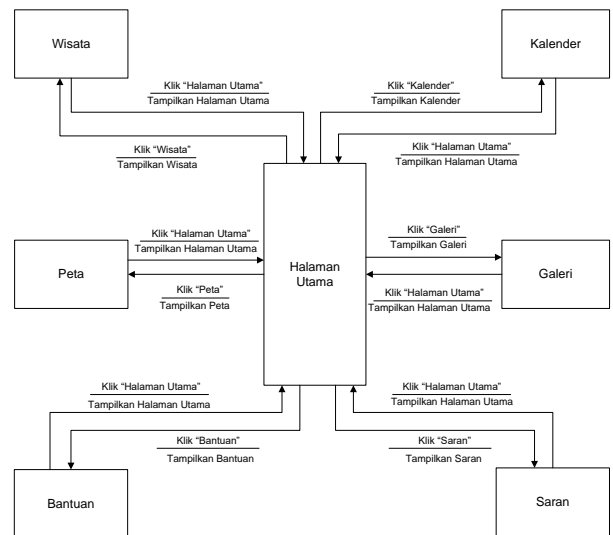 Wisata
Kalender
Klik “Halaman Utama”
Tampilkan Halaman Utama
Klik “Kalender”
Tampilkan Kalender
Klik “Wisata”
Tampilkan Wisata
Klik “Halaman Utama”
Tampilkan Halaman Utama
Klik “Halaman Utama”
Tampilkan Halaman Utama
Klik “Galeri”
Tampilkan Galeri
Peta
Halaman
Utama
Galeri
Klik “Peta”
Tampilkan Peta
Klik “Halaman Utama”
Tampilkan Halaman Utama
Klik “Halaman Utama”
Tampilkan Halaman Utama
Klik “Halaman Utama”
Tampilkan Halaman Utama
Klik “Bantuan”
Tampilkan Bantuan
Klik “Saran”
Tampilkan Saran
Bantuan
Saran